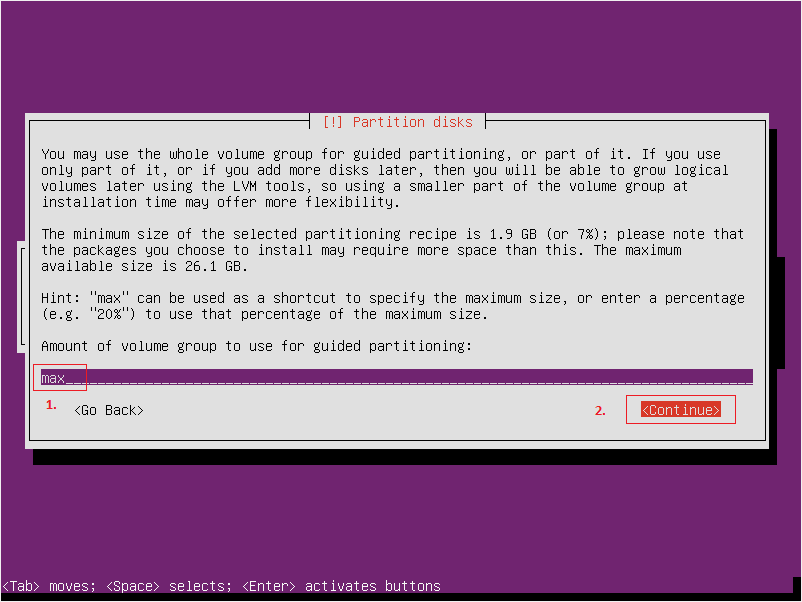 [!] Partition disks
You may use the whole volume group for guided partitioning, or part of it. If you use
only part of it, or if you add more disks later, then you will be able to grow logical
volumes later using the LVM tools, so using a smaller part of the volume group at
installation time may offer more flexibility.
The minimum size of the selected partitioning recipe is 1.9 GB (or 7%); please note that
the packages you choose to install may require more space than this. The maximum
available size is 26.1 GB.
Hint: "max" can be used as a shortcut to specify the maximum size, or enter a percentage
(e.g. "20%") to use that percentage of the maximum size.
Amount of volume group to use for guided partitioning:
max
1. <Go Back> 2. <Continue>
<Tab> moves; <Space> selects; <Enter> activates buttons